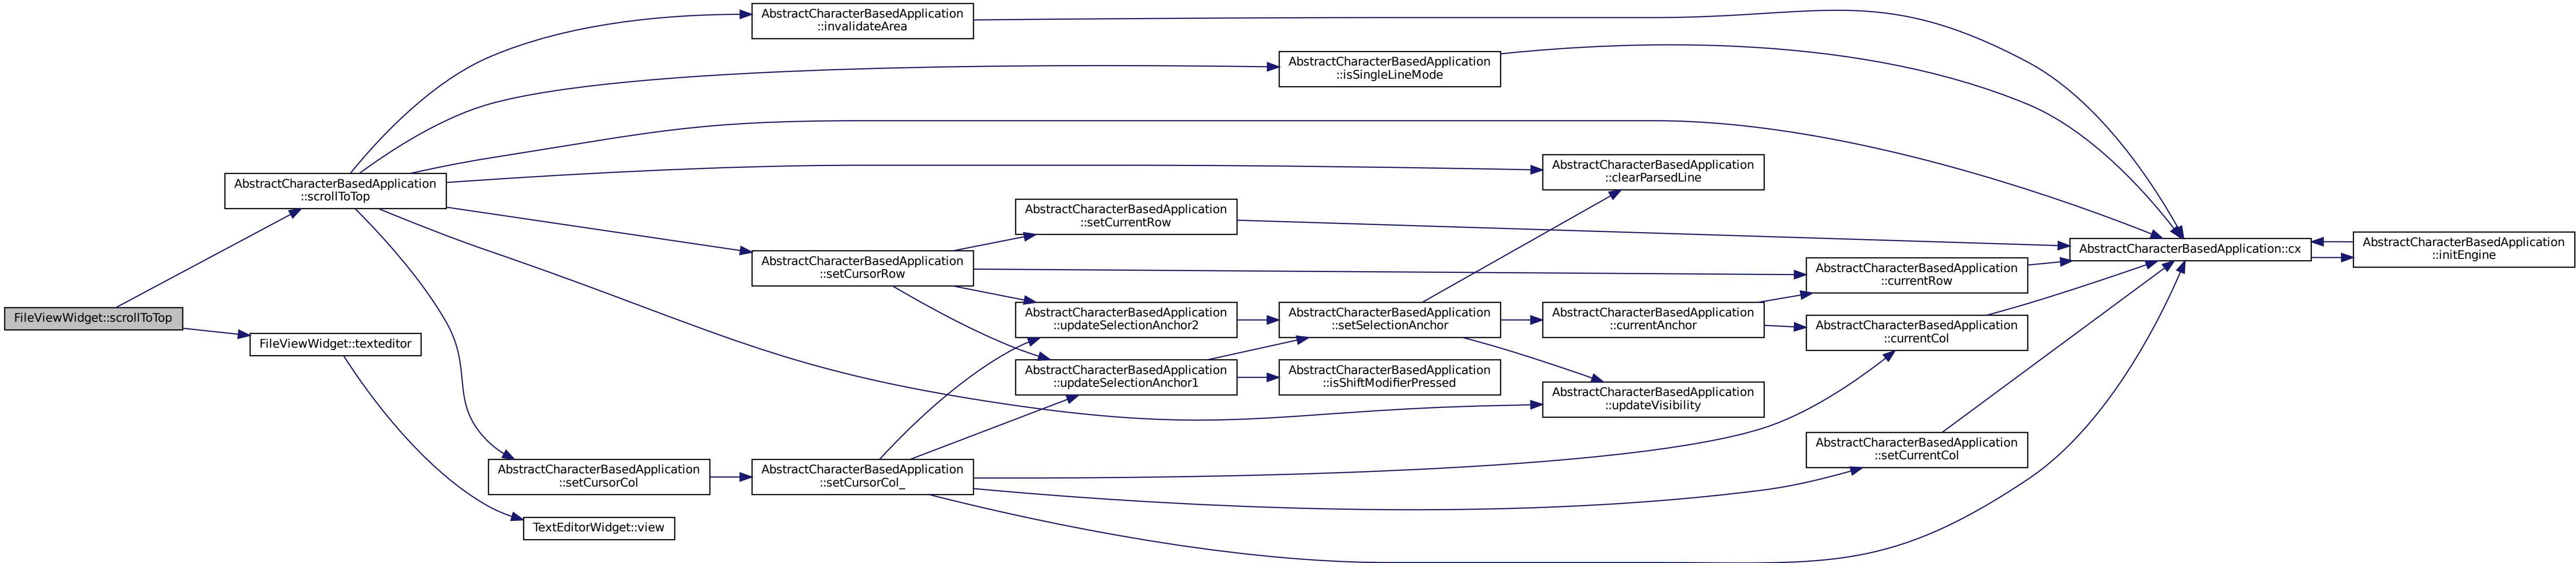 AbstractCharacterBasedApplication
::invalidateArea
AbstractCharacterBasedApplication
::isSingleLineMode
AbstractCharacterBasedApplication
::clearParsedLine
AbstractCharacterBasedApplication
::scrollToTop
AbstractCharacterBasedApplication
::setCurrentRow
AbstractCharacterBasedApplication::cx
AbstractCharacterBasedApplication
::initEngine
AbstractCharacterBasedApplication
::setCursorRow
AbstractCharacterBasedApplication
::currentRow
FileViewWidget::scrollToTop
AbstractCharacterBasedApplication
::updateSelectionAnchor2
AbstractCharacterBasedApplication
::setSelectionAnchor
AbstractCharacterBasedApplication
::currentAnchor
AbstractCharacterBasedApplication
::currentCol
FileViewWidget::texteditor
AbstractCharacterBasedApplication
::updateSelectionAnchor1
AbstractCharacterBasedApplication
::isShiftModifierPressed
AbstractCharacterBasedApplication
::updateVisibility
AbstractCharacterBasedApplication
::setCurrentCol
AbstractCharacterBasedApplication
::setCursorCol
AbstractCharacterBasedApplication
::setCursorCol_
TextEditorWidget::view